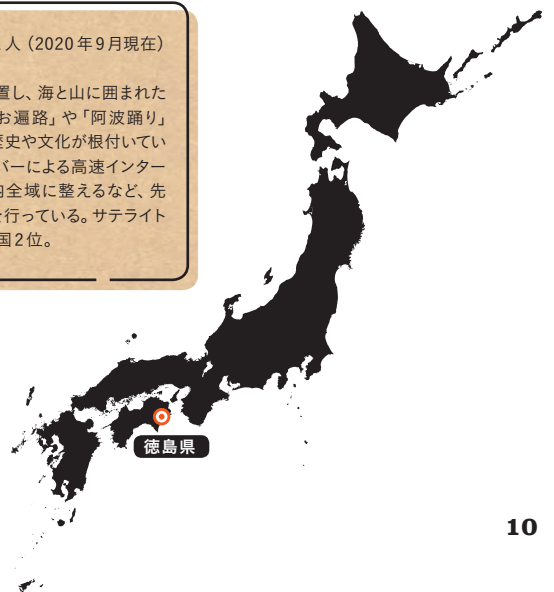 人(2020年9月現在)
置し、海と山に囲まれた
お遍路」や「阿波踊り」
歴史や文化が根付いてい
バーによる高速インター
内全域に整えるなど、先
を行っている。サテライト
国2位。
徳島県
10